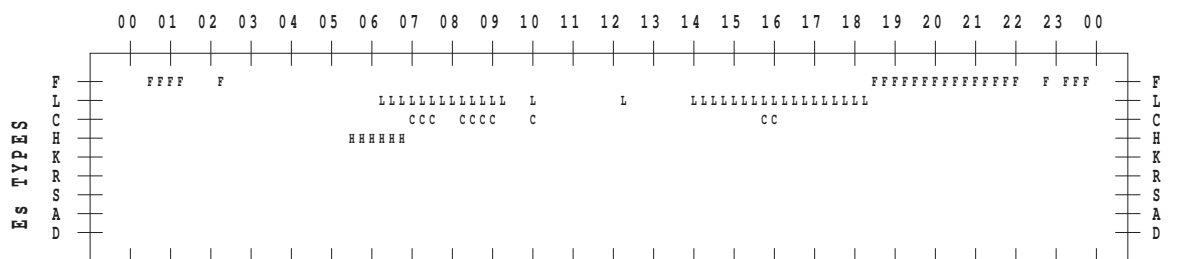 00 01 02 03 04 05 06 07 08 09 10 11 12 13 14 15 16 17 18 19 20 21 22 23 00
F FFFF F FFFFFFFFFFFFFFF F FFF F
L LLLLLLLLLLLLL L L LLLLLLLLLLLLLLLLLL L
C CCC CCCC C CC C
H HHHHHH H
K K
R R
S S
A A
D D
Es TYPES